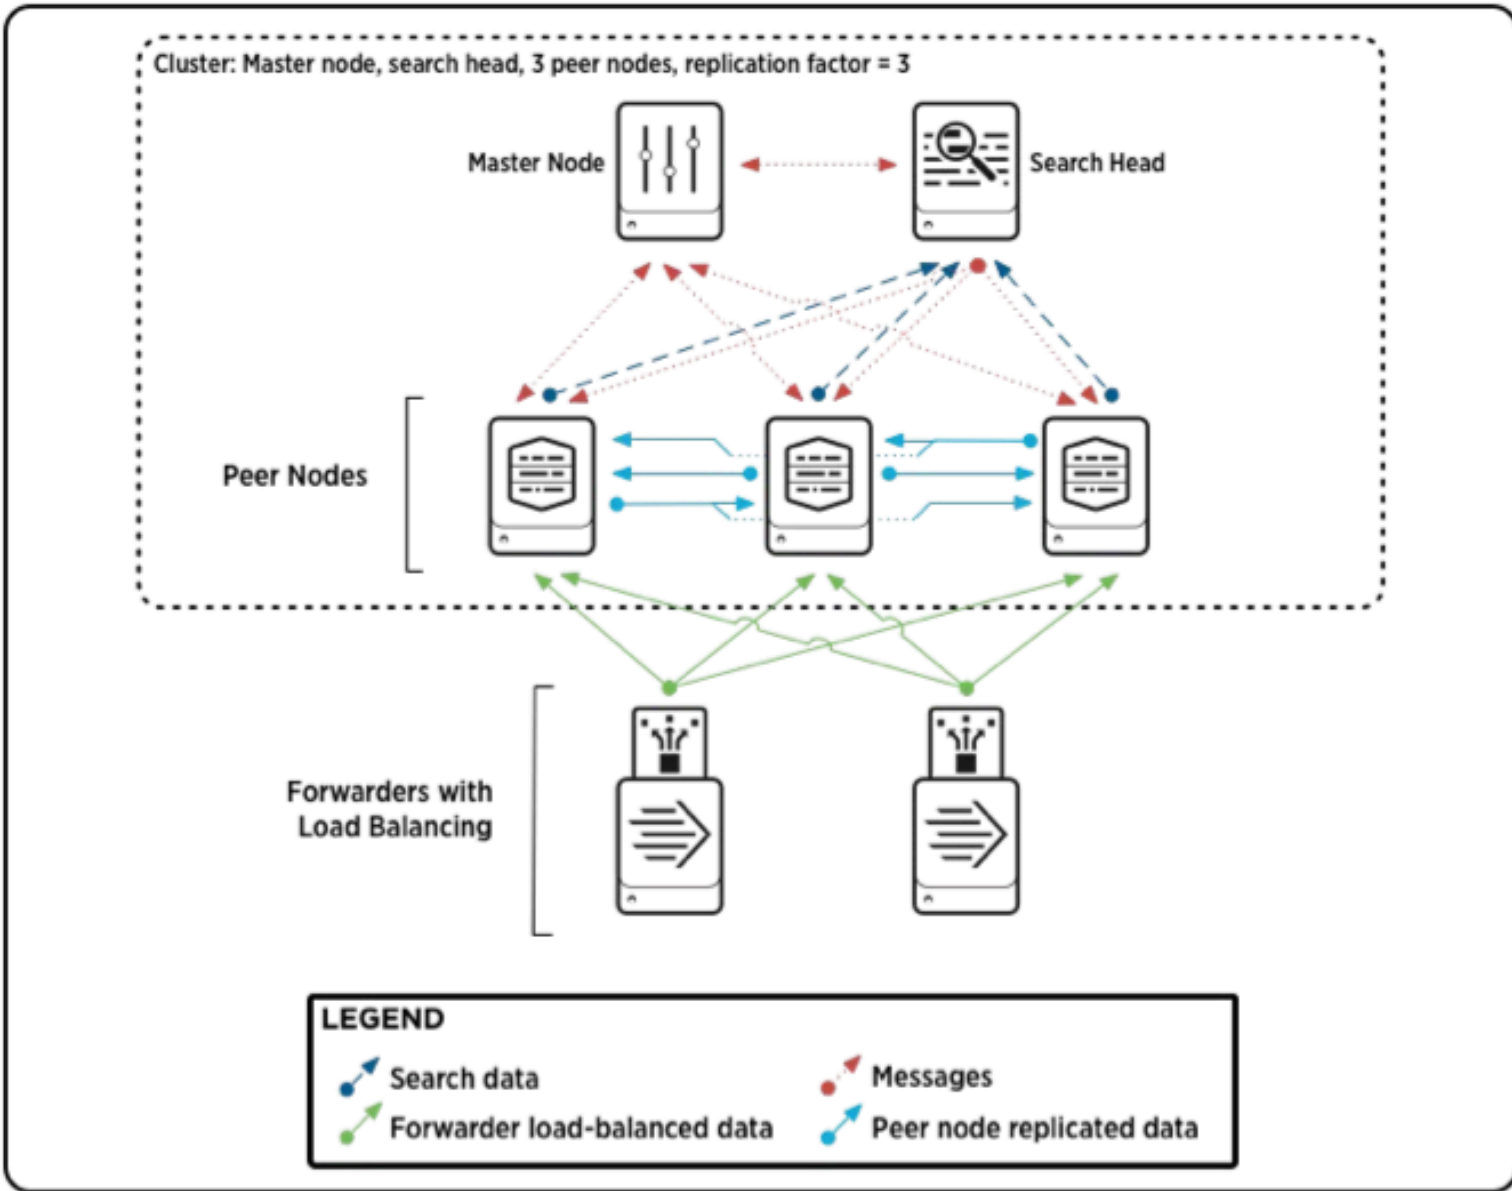 Cluster: Master node, search head, 3 peer nodes, replication factor = 3
Master Node
Search Head
Peer Nodes
Forwarders with
Load Balancing
LEGEND
Search data
Messages
Forwarder load-balanced data
Peer node replicated data